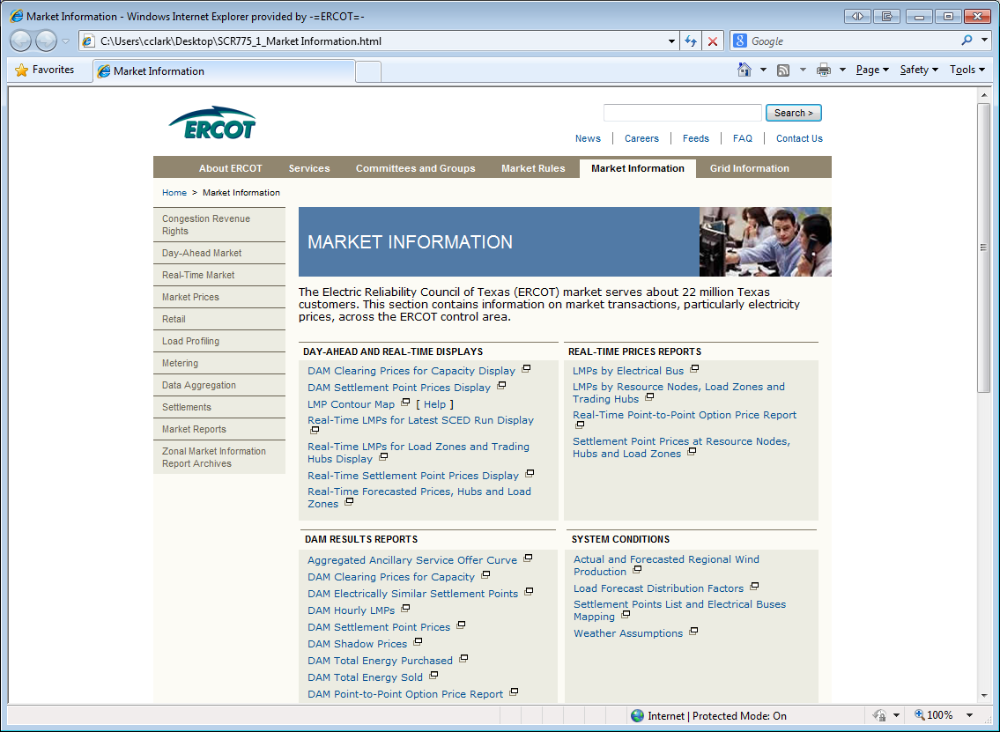 Market Information - Windows Internet Explorer provided by -=ERCOT=-
C:\Users\cclark\Desktop\SCR775_1_Market Information.html
Google
Favorites
Market Information
Page
Safety
Tools
ERCOT
Search >
News
Careers
Feeds
FAQ
Contact Us
About ERCOT
Services
Committees and Groups
Market Rules
Market Information
Grid Information
Home > Market Information
Congestion Revenue
Rights
Day-Ahead Market
Real-Time Market
Market Prices
Retail
Load Profiling
Metering
Data Aggregation
Settlements
Market Reports
Zonal Market Information
Report Archives
MARKET INFORMATION
The Electric Reliability Council of Texas (ERCOT) market serves about 22 million Texas
customers. This section contains information on market transactions, particularly electricity
prices, across the ERCOT control area.
DAY-AHEAD AND REAL-TIME DISPLAYS
DAM Clearing Prices for Capacity Display
DAM Settlement Point Prices Display
LMP Contour Map [ Help ]
Real-Time LMPs for Latest SCED Run Display
Real-Time LMPs for Load Zones and Trading
Hubs Display
Real-Time Settlement Point Prices Display
Real-Time Forecasted Prices, Hubs and Load
Zones
REAL-TIME PRICES REPORTS
LMPs by Electrical Bus
LMPs by Resource Nodes, Load Zones and
Trading Hubs
Real-Time Point-to-Point Option Price Report
Settlement Point Prices at Resource Nodes,
Hubs and Load Zones
DAM RESULTS REPORTS
Aggregated Ancillary Service Offer Curve
DAM Clearing Prices for Capacity
DAM Electrically Similar Settlement Points
DAM Hourly LMPs
DAM Settlement Point Prices
DAM Shadow Prices
DAM Total Energy Purchased
DAM Total Energy Sold
DAM Point-to-Point Option Price Report
SYSTEM CONDITIONS
Actual and Forecasted Regional Wind
Production
Load Forecast Distribution Factors
Settlement Points List and Electrical Buses
Mapping
Weather Assumptions
Internet | Protected Mode: On
100%